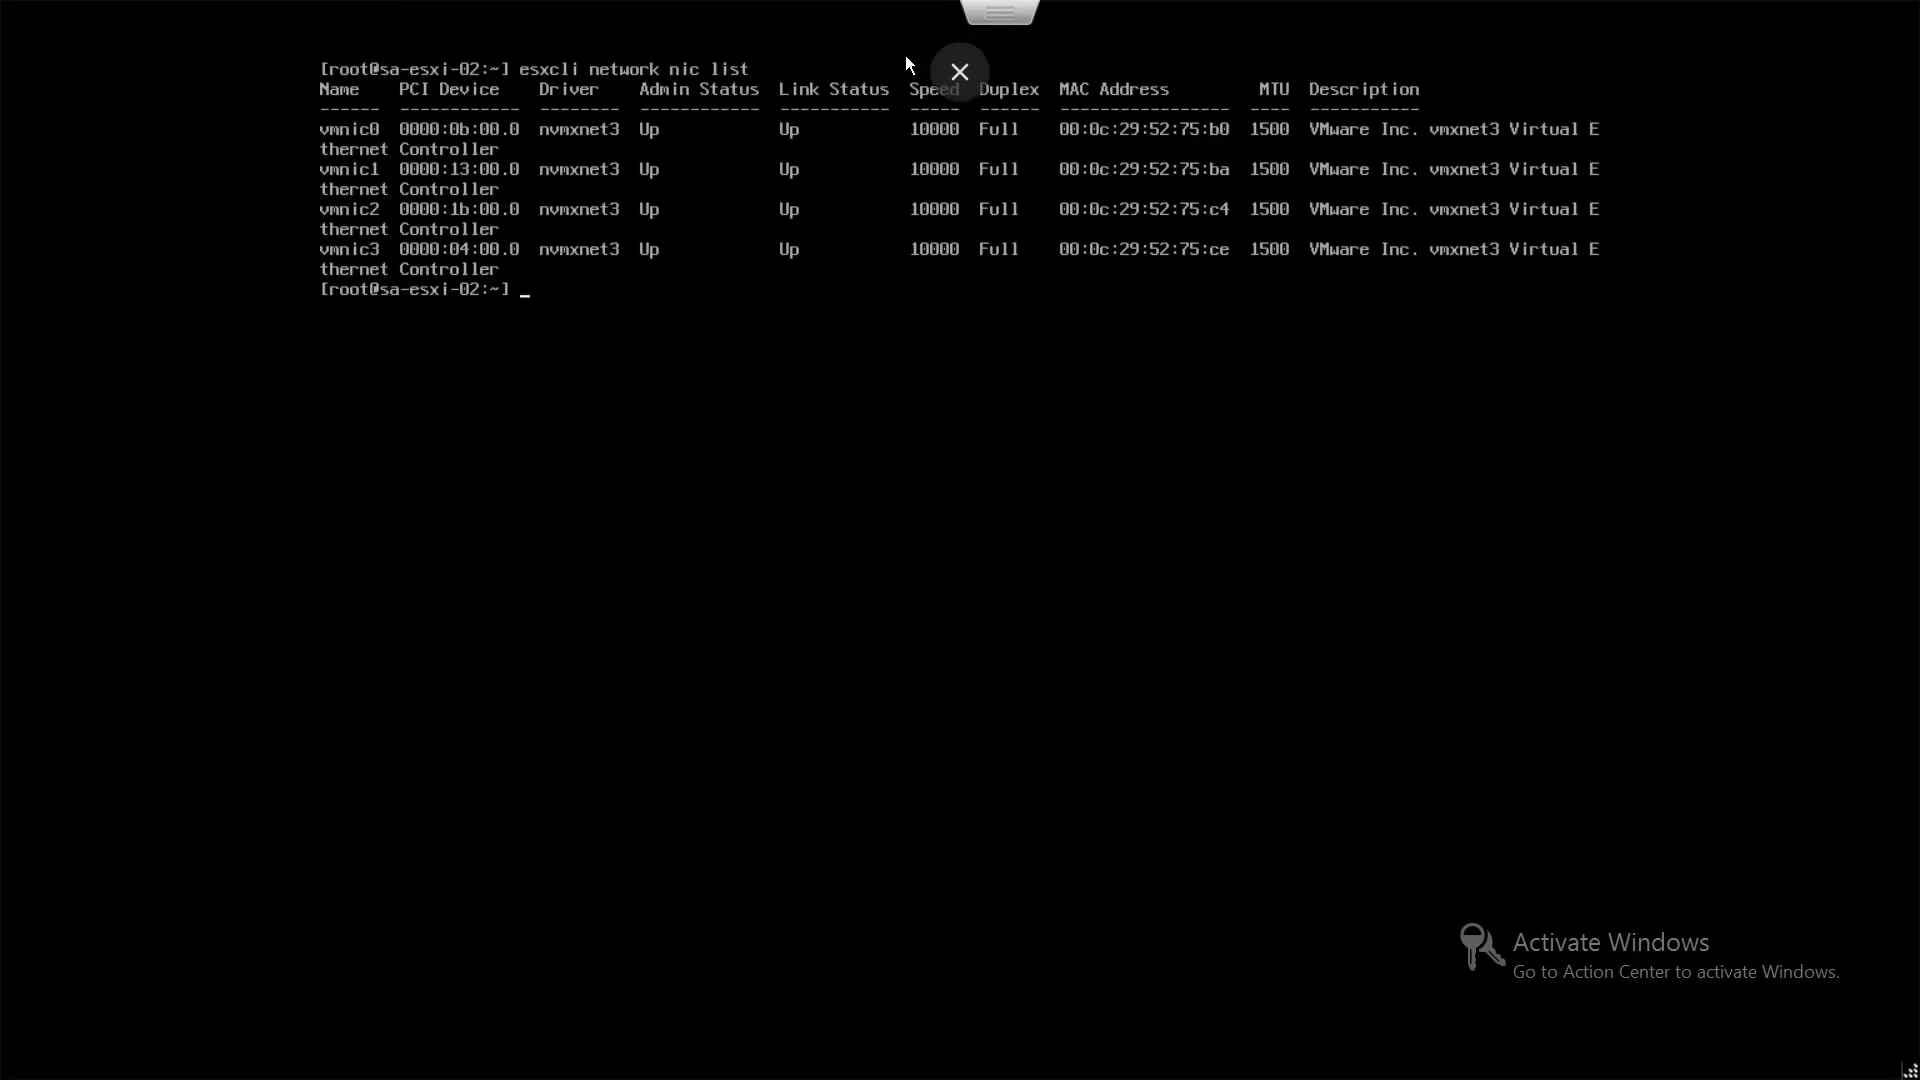 [root@sa-esxi-02:~] esxcli network nic list
Name    PCI Device    Driver    Admin Status  Link Status  Speed  Duplex  MAC Address         MTU  Description
------  ------------  --------  ------------  -----------  -----  ------  -----------------  ----  -----------
vmnic0  0000:0b:00.0  nvmxnet3  Up            Up           10000  Full    00:0c:29:52:75:b0  1500  VMware Inc. vmxnet3 Virtual E
thernet Controller
vmnic1  0000:13:00.0  nvmxnet3  Up            Up           10000  Full    00:0c:29:52:75:ba  1500  VMware Inc. vmxnet3 Virtual E
thernet Controller
vmnic2  0000:1b:00.0  nvmxnet3  Up            Up           10000  Full    00:0c:29:52:75:c4  1500  VMware Inc. vmxnet3 Virtual E
thernet Controller
vmnic3  0000:04:00.0  nvmxnet3  Up            Up           10000  Full    00:0c:29:52:75:ce  1500  VMware Inc. vmxnet3 Virtual E
thernet Controller
[root@sa-esxi-02:~] _
Activate Windows
Go to Action Center to activate Windows.